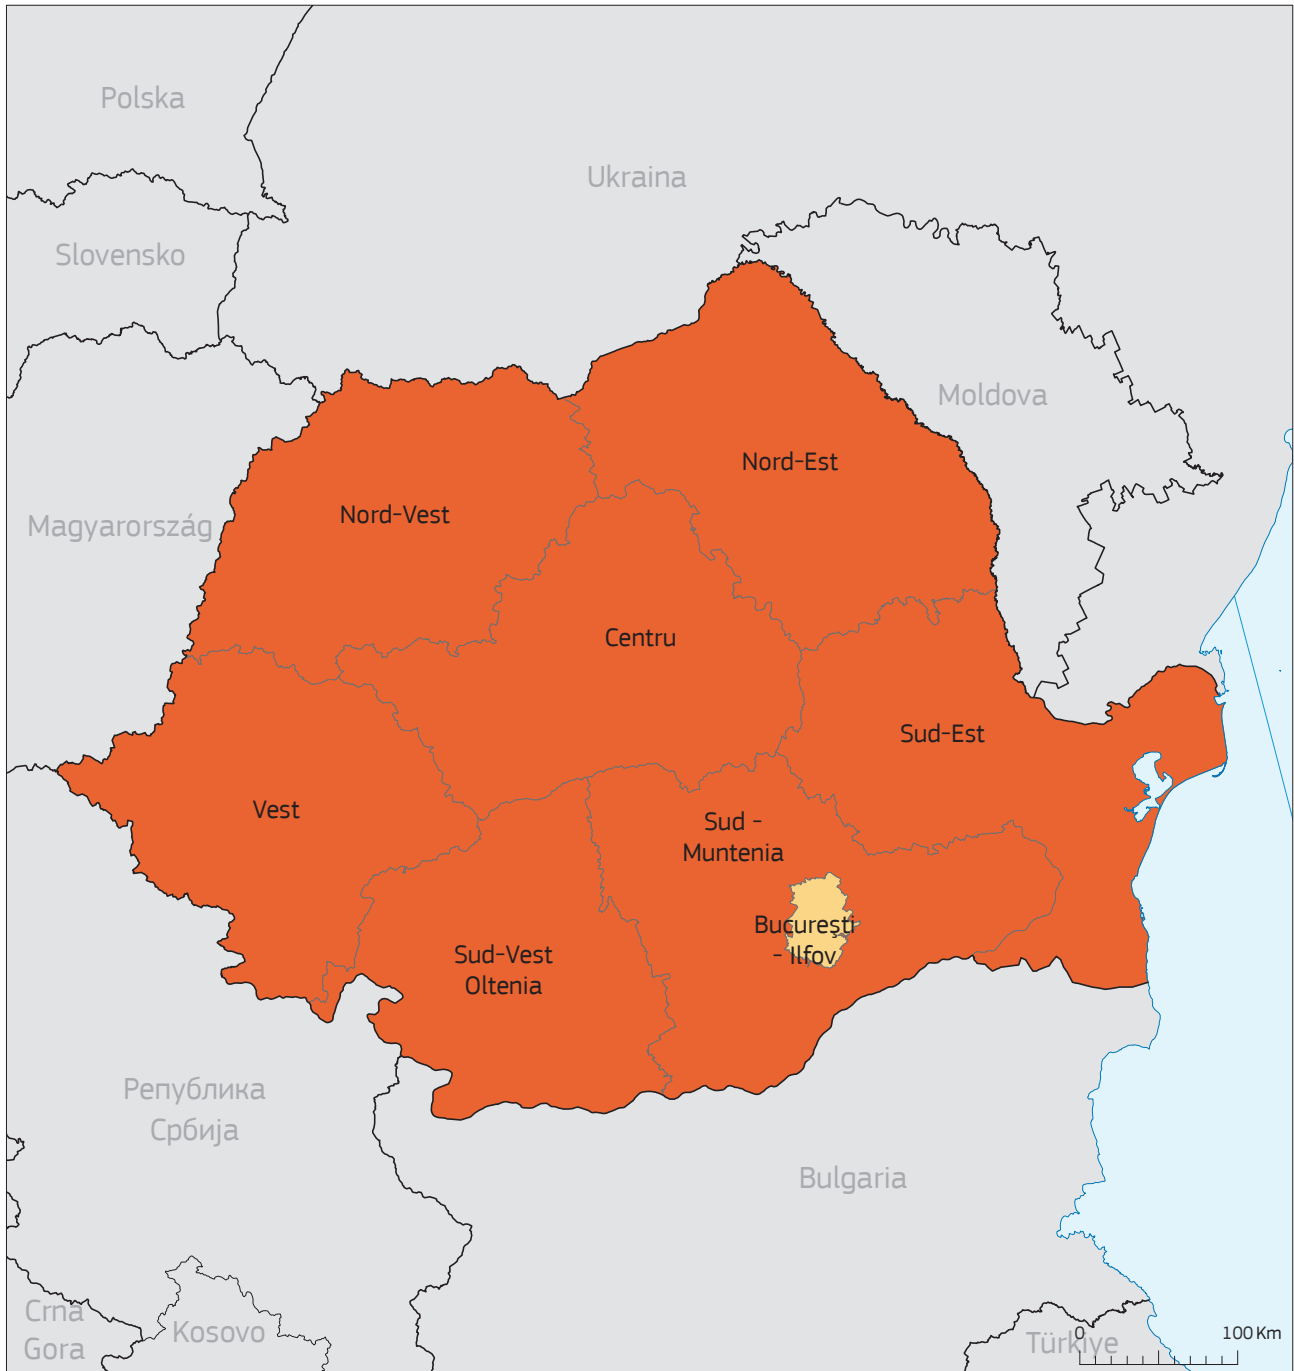 Polska
Ukraina
Slovensko
Moldova
Nord-Est
Nord-Vest
Magyarország
Centru
Sud-Est
Vest
Sud -
Muntenia
Bucureşti
- Ilfov
Sud-Vest
Oltenia
Република
Србија
Bulgaria
Crna
Gora
Kosovo
Türkiye
0
100 Km